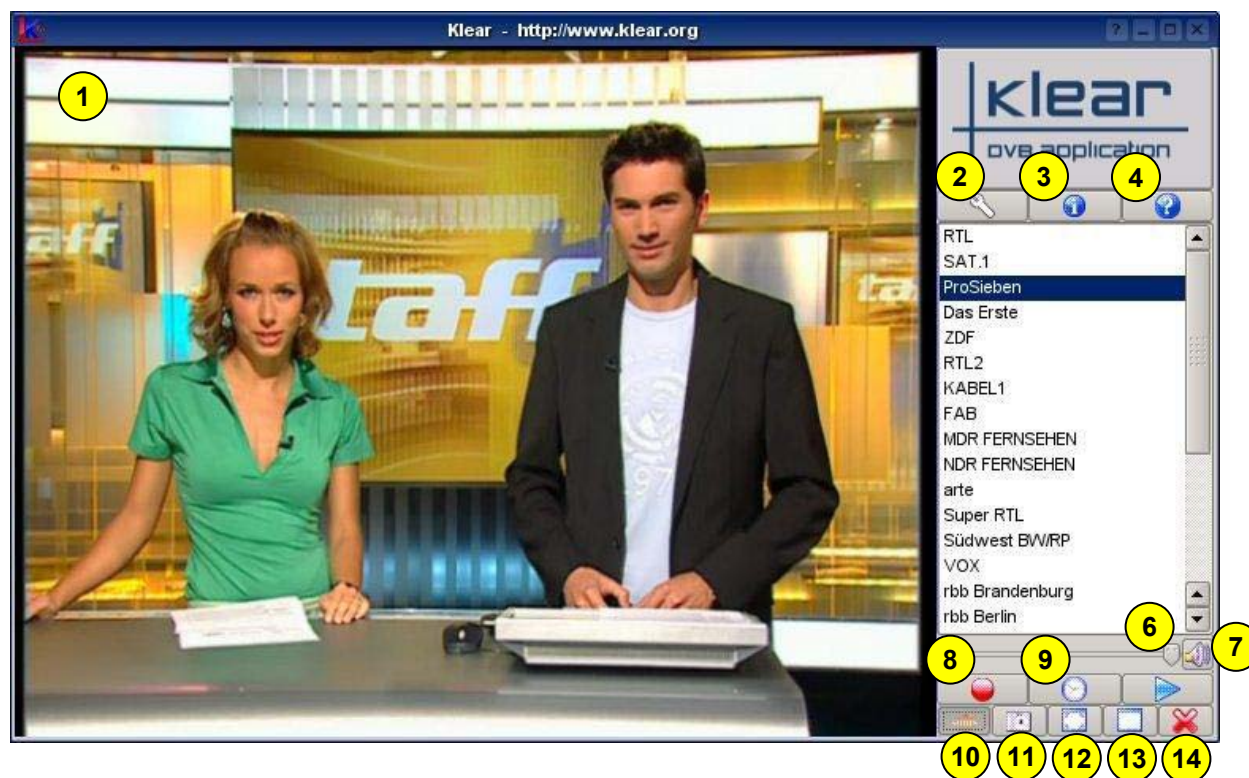 Klear - http://www.klear.org
1
klear
DVB application
2
3
4
taff
RTL
SAT.1
ProSieben
Das Erste
ZDF
RTL2
KABEL1
FAB
MDR FERNSEHEN
NDR FERNSEHEN
arte
Super RTL
Südwest BW/RP
VOX
rbb Brandenburg
rbb Berlin
6
7
8
9
10
11
12
13
14